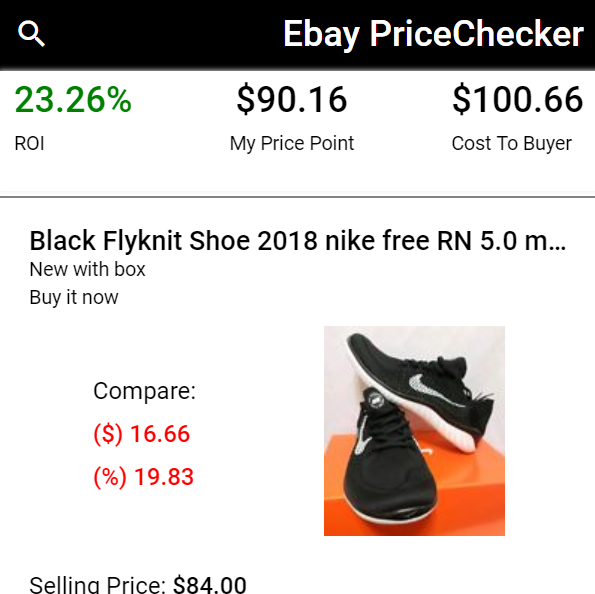 Ebay PriceChecker
23.26% $90.16 $100.66
ROI My Price Point Cost To Buyer
Black Flyknit Shoe 2018 nike free RN 5.0 m...
New with box
Buy it now
Compare:
($) 16.66
(%) 19.83
Selling Price: $84.00